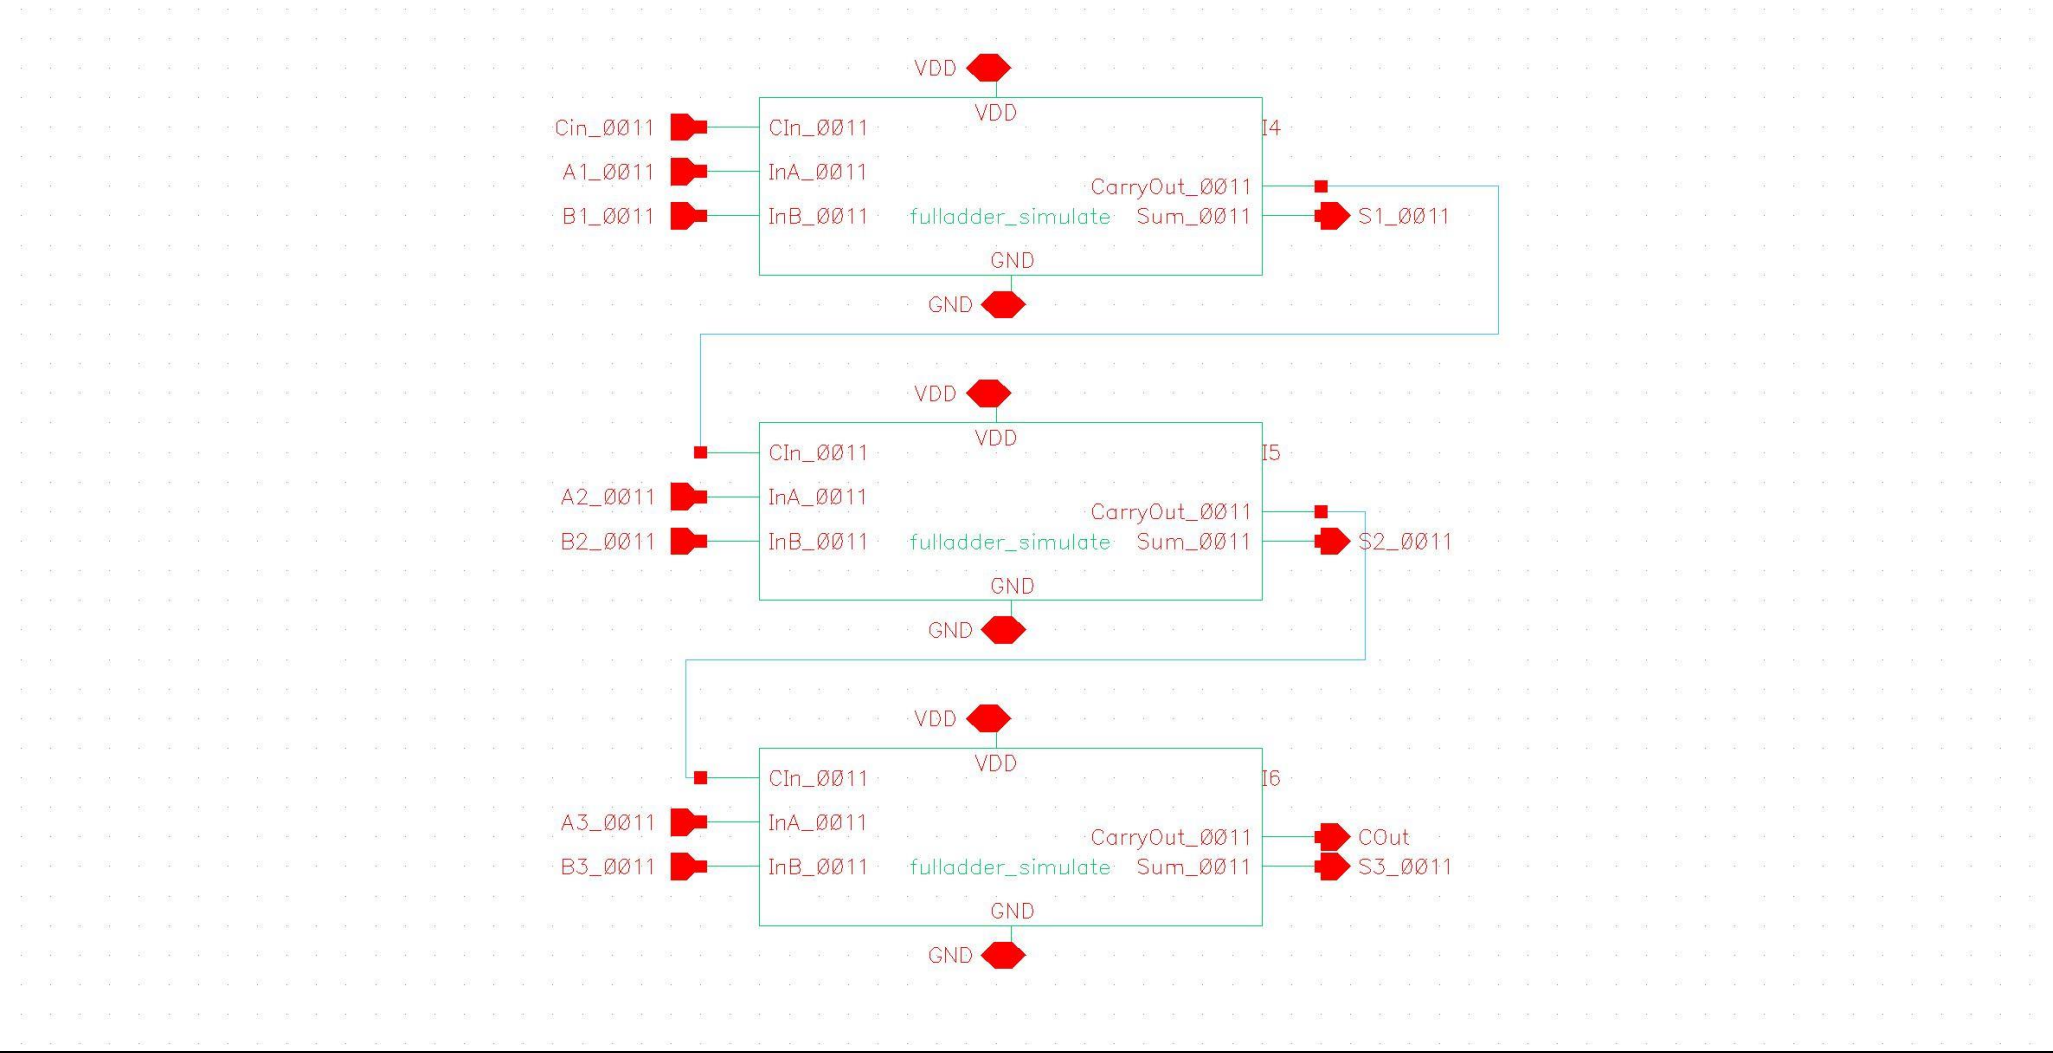 VDD
VDD
Cin_0011 CIn_0011 I4
A1_0011 InA_0011
CarryOut_0011
B1_0011 InB_0011 fulladder_simulate Sum_0011 S1_0011
GND
GND
VDD
VDD
CIn_0011 I5
A2_0011 InA_0011
CarryOut_0011
B2_0011 InB_0011 fulladder_simulate Sum_0011 S2_0011
GND
GND
VDD
VDD
CIn_0011 I6
A3_0011 InA_0011
CarryOut_0011 COut
B3_0011 InB_0011 fulladder_simulate Sum_0011 S3_0011
GND
GND